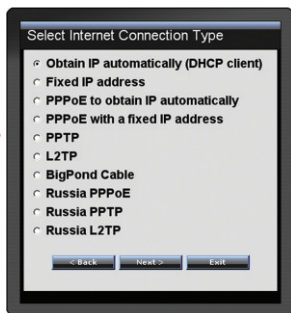 Select Internet Connection Type
Obtain IP automatically (DHCP client)
Fixed IP address
PPPoE to obtain IP automatically
PPPoE with a fixed IP address
PPTP
L2TP
BigPond Cable
Russia PPPoE
Russia PPTP
Russia L2TP
< Back
Next >
Exit